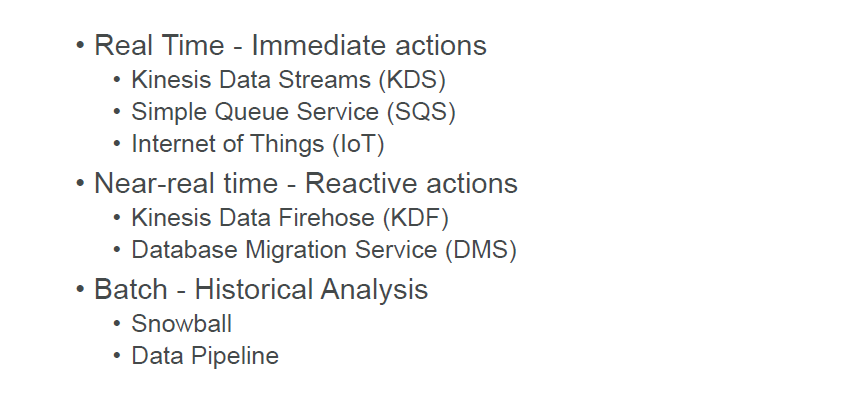 • Real Time - Immediate actions
• Kinesis Data Streams (KDS)
• Simple Queue Service (SQS)
• Internet of Things (IoT)
• Near-real time - Reactive actions
• Kinesis Data Firehose (KDF)
• Database Migration Service (DMS)
• Batch - Historical Analysis
• Snowball
• Data Pipeline